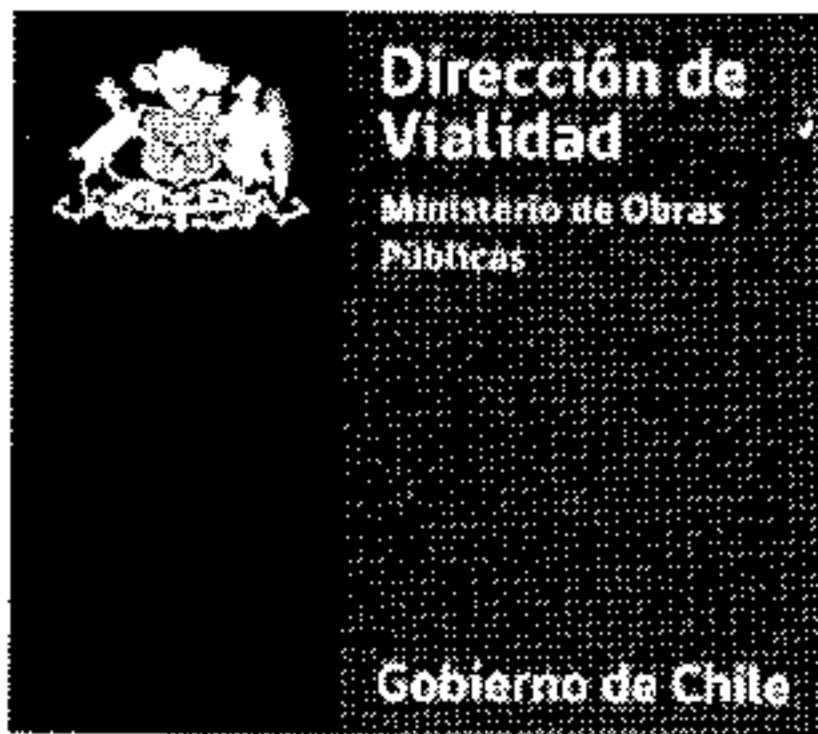 Dirección de
Vialidad
Ministerio de Obras
Públicas
Gobierno de Chile